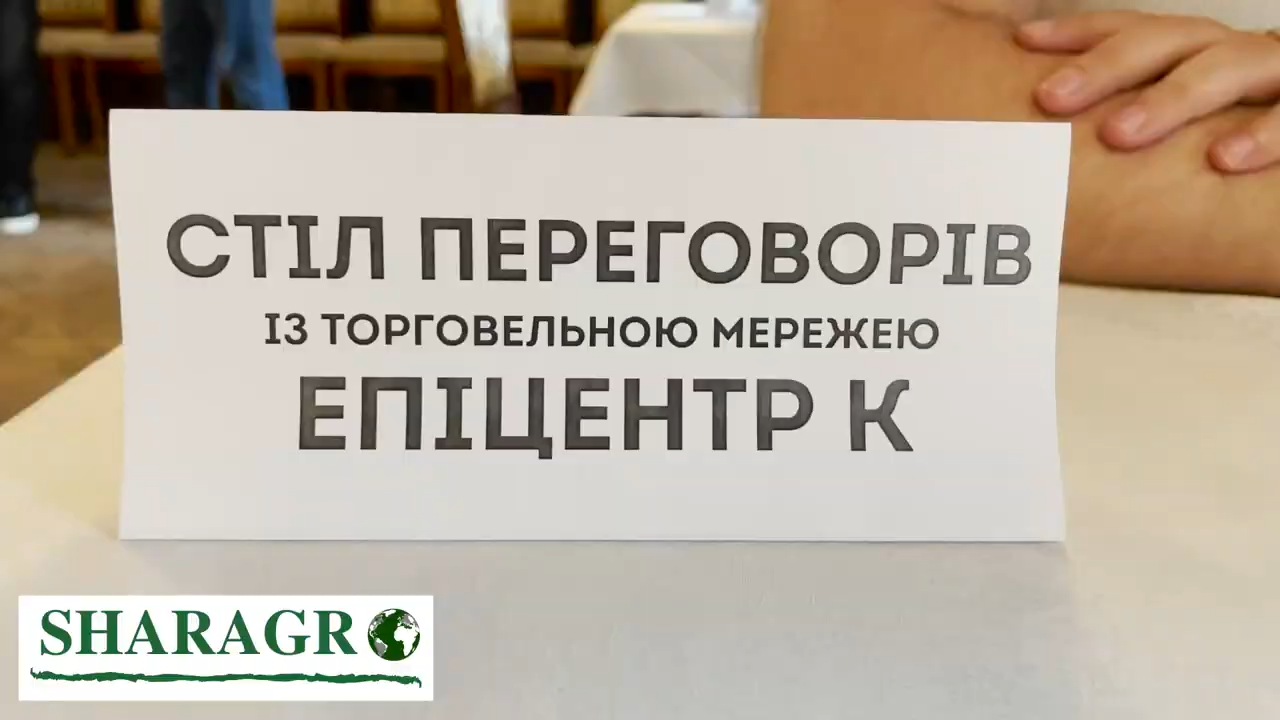 СТІЛ ПЕРЕГОВОРІВ
ІЗ ТОРГОВЕЛЬНОЮ МЕРЕЖЕЮ
ЕПІЦЕНТР К
SHARAGRO